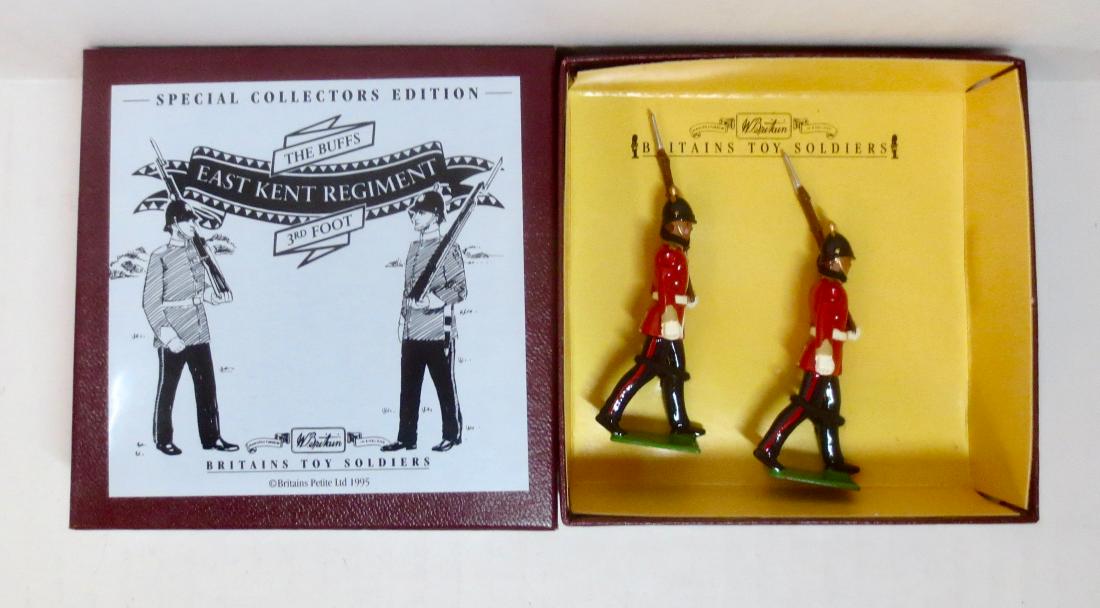 SPECIAL COLLECTORS EDITION
THE BUFFS
EAST KENT REGIMENT
3RD FOOT
W. Britain
BRITAINS TOY SOLDIERS
©Britains Petite Ltd 1995
W. Britain
BRITAINS TOY SOLDIERS